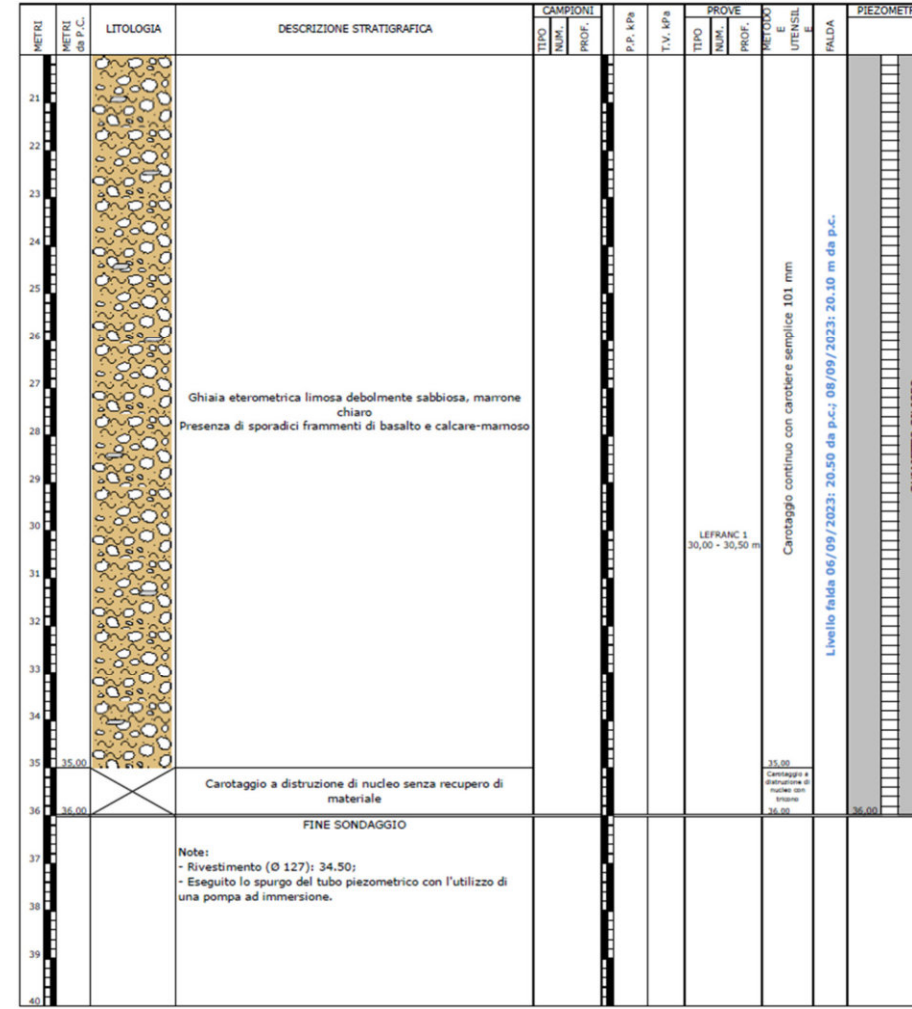 METRI
METRI
da P.C.
LITOLOGIA
DESCRIZIONE STRATIGRAFICA
CAMPIONI
TIPO
NUM.
PROF.
P.P. kPa
T.V. kPa
PROVE
TIPO
NUM.
PROF.
METODO
E
UTENSIL
E
FALDA
PIEZOMETR
21
22
23
24
25
26
27
28
29
30
31
32
33
34
35
36
37
38
39
40
35,00
36,00
Ghiaia eterometrica limosa debolmente sabbiosa, marrone
chiaro
Presenza di sporadici frammenti di basalto e calcare-marnoso
Carotaggio a distruzione di nucleo senza recupero di
materiale
FINE SONDAGGIO
Note:
- Rivestimento (Ø 127): 34.50;
- Eseguito lo spurgo del tubo piezometrico con l'utilizzo di
una pompa ad immersione.
LEFRANC 1
30,00 - 30,50 m
Carotaggio continuo con carotiere semplice 101 mm
35,00
Carotaggio a
distruzione di
nucleo con
tricono
36,00
Livello falda 06/09/2023: 20.50 da p.c.; 08/09/2023: 20.10 m da p.c.
36,00